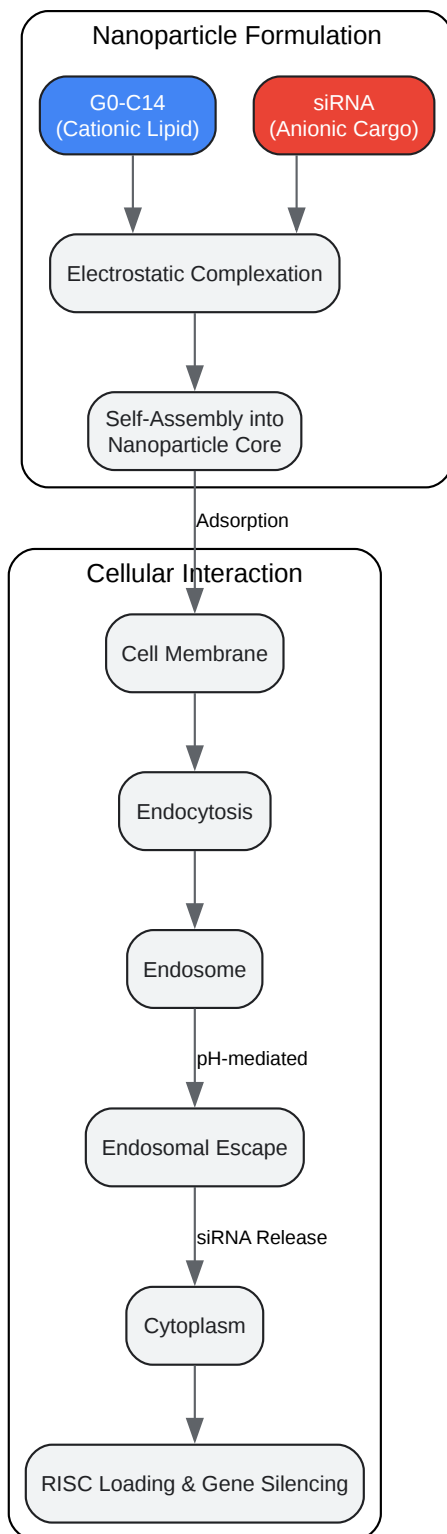 Nanoparticle Formulation
G0-C14
(Cationic Lipid)
siRNA
(Anionic Cargo)
Electrostatic Complexation
Self-Assembly into
Nanoparticle Core
Adsorption
Cellular Interaction
Cell Membrane
Endocytosis
Endosome
pH-mediated
Endosomal Escape
siRNA Release
Cytoplasm
RISC Loading & Gene Silencing